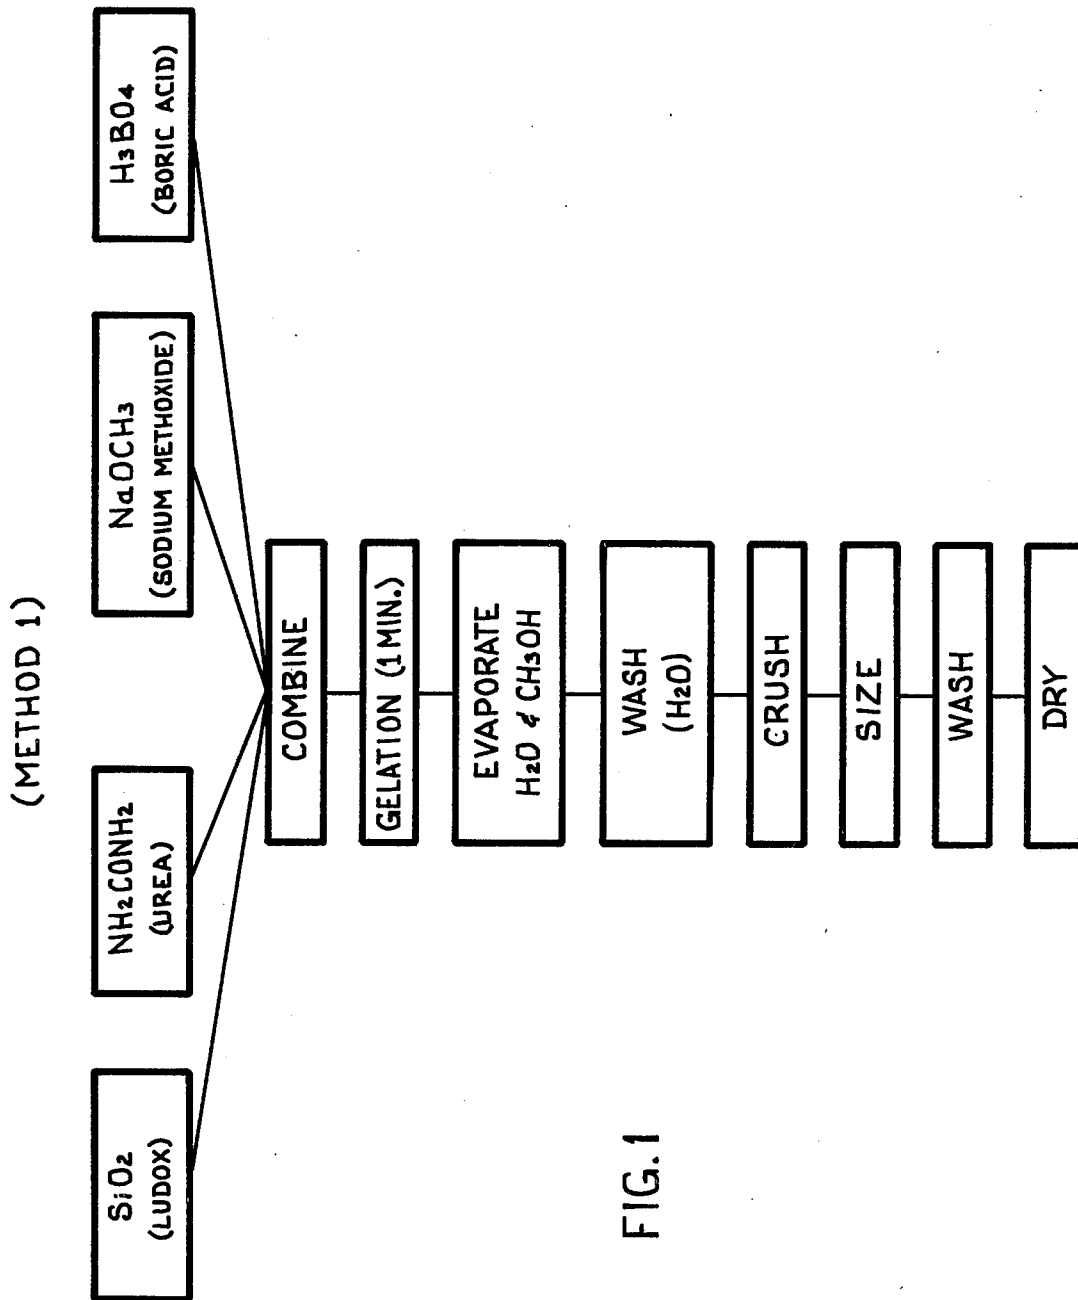 (METHOD 1)
SiO2
(LUDOX)
NH2CONH2
(UREA)
NaOCH3
(SODIUM METHOXIDE)
H3BO4
(BORIC ACID)
COMBINE
GELATION (1 MIN.)
EVAPORATE
H2O & CH3OH
WASH
(H2O)
CRUSH
SIZE
WASH
DRY
FIG.1